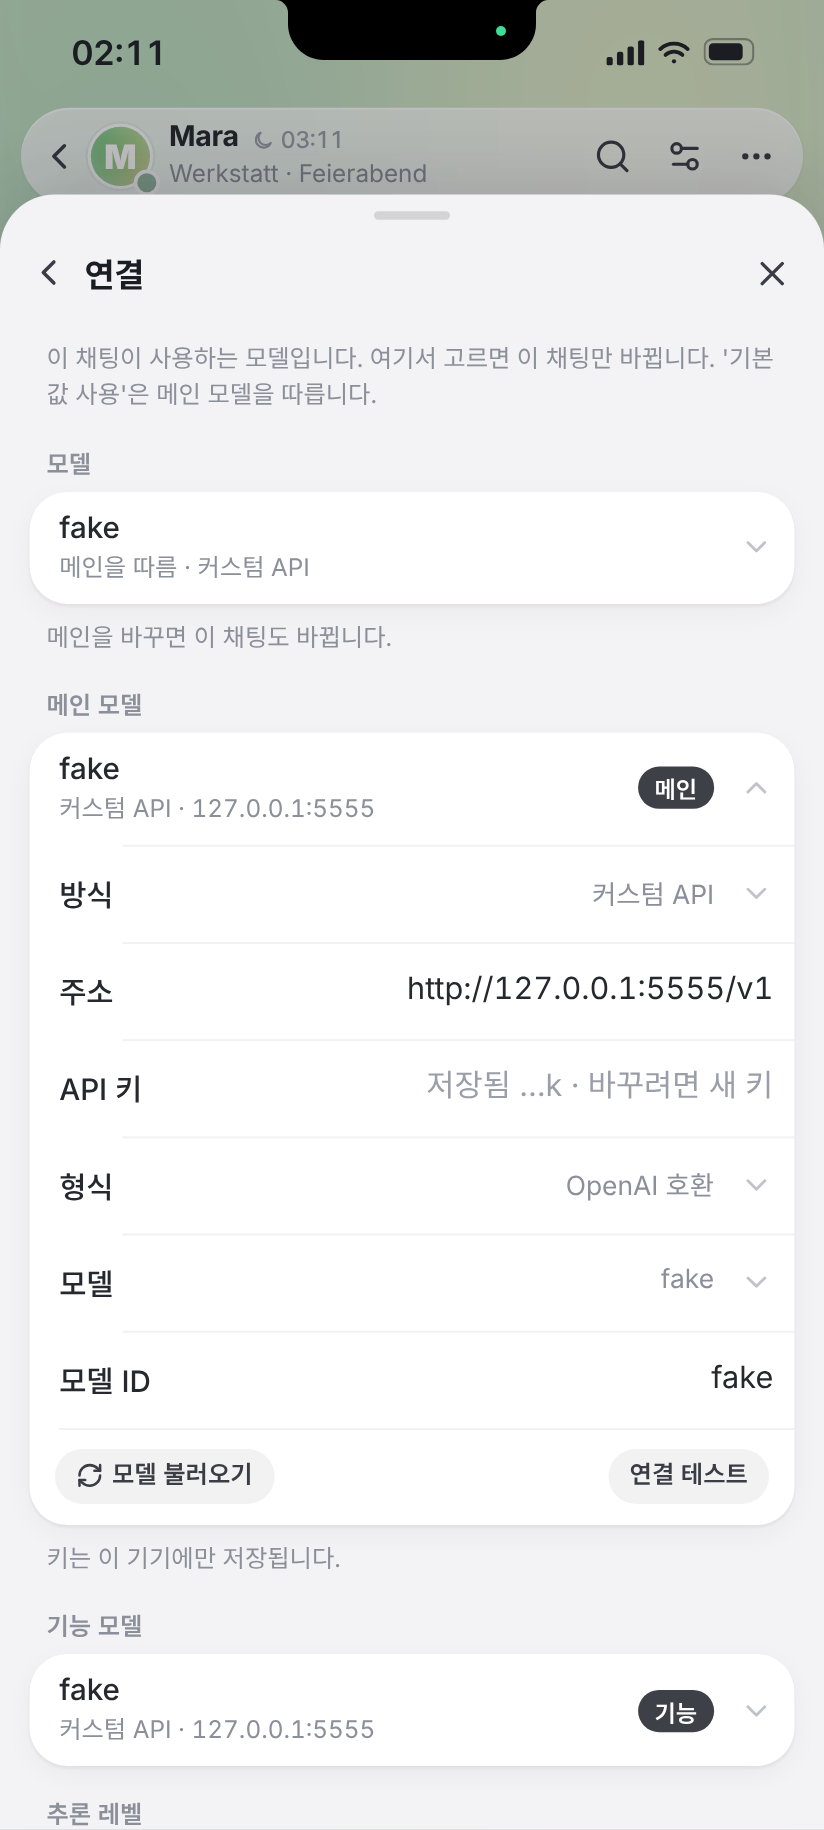 02:11
M
Mara 03:11
Werkstatt · Feierabend
연결
이 채팅이 사용하는 모델입니다. 여기서 고르면 이 채팅만 바뀝니다. '기본
값 사용'은 메인 모델을 따릅니다.
모델
fake
메인을 따름 · 커스텀 API
메인을 바꾸면 이 채팅도 바뀝니다.
메인 모델
fake
메인
커스텀 API · 127.0.0.1:5555
방식 커스텀 API
주소 http://127.0.0.1:5555/v1
API 키 저장됨 ...k · 바꾸려면 새 키
형식 OpenAI 호환
모델 fake
모델 ID fake
모델 불러오기 연결 테스트
키는 이 기기에만 저장됩니다.
기능 모델
fake
기능
커스텀 API · 127.0.0.1:5555
추론 레벨